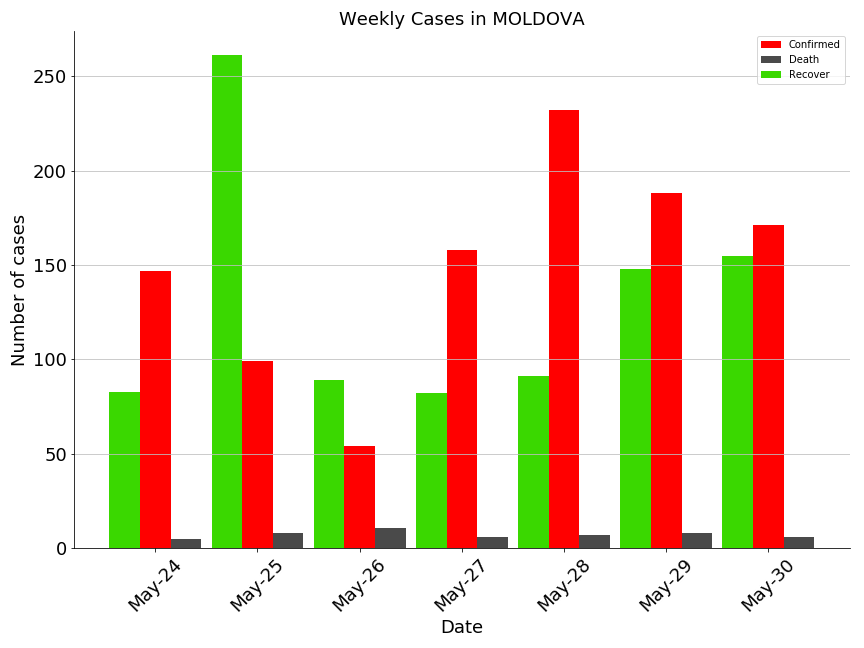 Weekly Cases in MOLDOVA
Confirmed
Death
Recover
Number of cases
250
200
150
100
50
0
May-24
May-25
May-26
May-27
May-28
May-29
May-30
Date